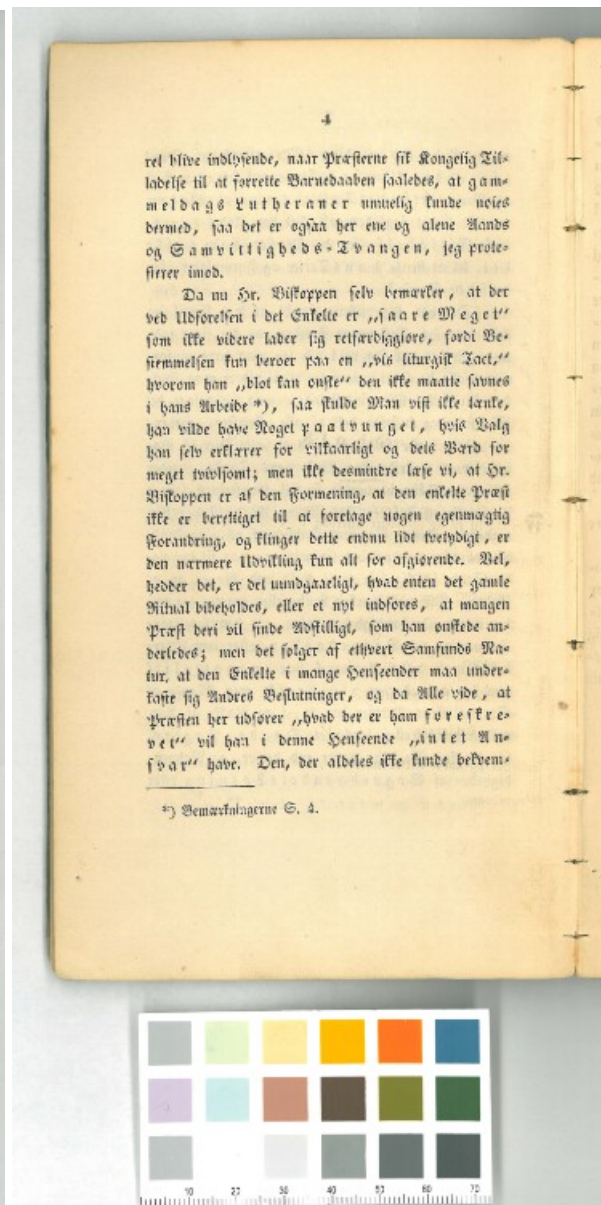 4
rel blive indlysende, naar Præsterne fik Kongelig Til-
ladelse til at forrette Barnedaaben saaledes, at gam-
meldags Lutheraner umuelig kunde nøies
dermed, saa det er ogsaa her ene og alene Aands
og Samvittigheds-Tvangen, jeg prote-
sterer imod.
Da nu Hr. Biskoppen selv bemærker, at der
ved Udførelsen i det Enkelte er „saare Meget“
som ikke videre lader sig retfærdiggiøre, fordi Be-
stemmelsen kun beroer paa en „vis liturgisk Tact,“
hvorom han „blot kan ønske“ den ikke maatte savnes
i hans Arbeide *), saa skulde Man vist ikke tænke,
han vilde have Noget paatvunget, hvis Valg
han selv erklærer for vilkaarligt og dets Værd for
meget tvivlsomt; men ikke desmindre læse vi, at Hr.
Biskoppen er af den Formening, at den enkelte Præst
ikke er berettiget til at foretage nogen egenmægtig
Forandring, og klinger dette endnu lidt tvetydigt, er
den nærmere Udvikling kun alt for afgiørende. Vel,
hedder det, er det uundgaaeligt, hvad enten det gamle
Ritual bibeholdes, eller et nyt indføres, at mangen
Præst deri vil finde Adskilligt, som han ønskede an-
derledes; men det følger af ethvert Samfunds Na-
tur, at den Enkelte i mange Henseender maa under-
kaste sig Andres Beslutninger, og da Alle vide, at
Præsten her udfører „hvad der er ham foreskre-
vet“ vil han i denne Henseende „intet An-
svar“ have. Den, der aldeles ikke kunde bekvem-
*) Bemærkningerne S. 4.
10 20 30 40 50 60 70